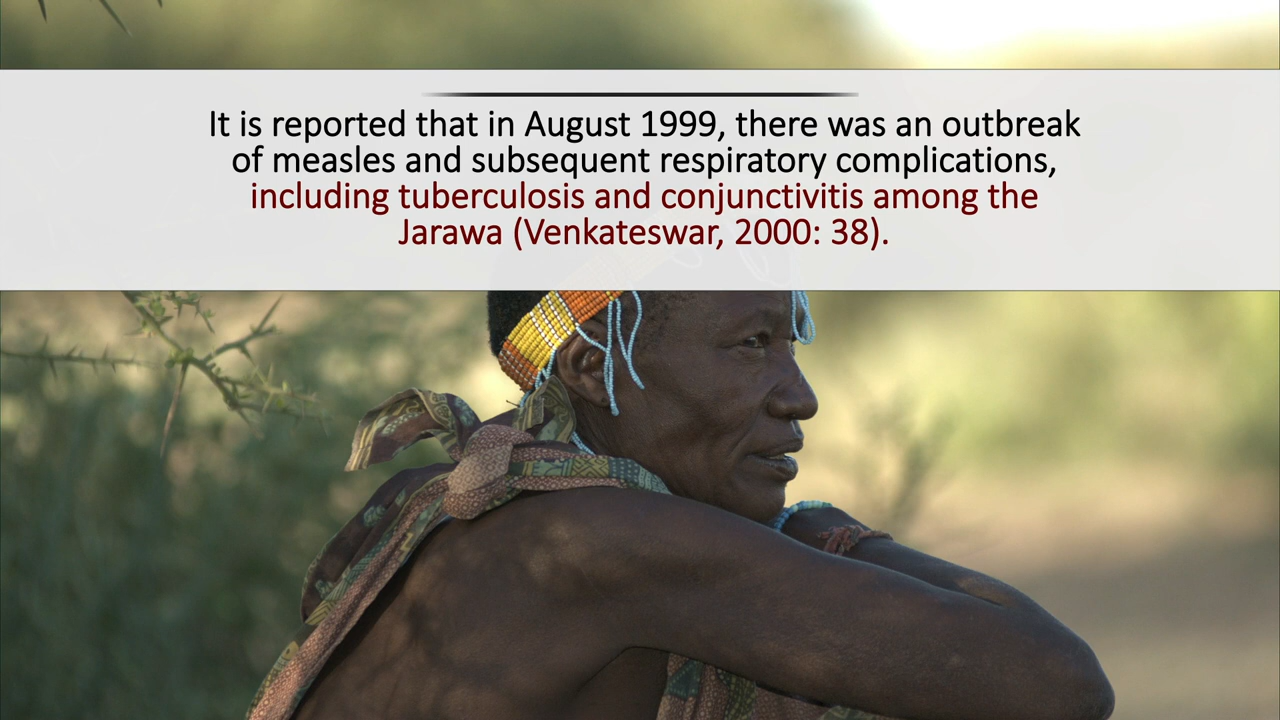 It is reported that in August 1999, there was an outbreak
of measles and subsequent respiratory complications,
including tuberculosis and conjunctivitis among the
Jarawa (Venkateswar, 2000: 38).